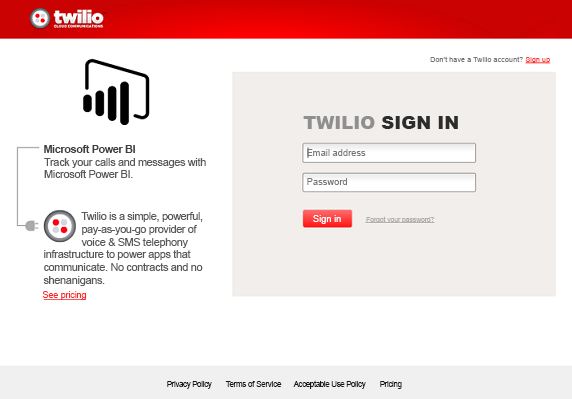 twilio
CLOUD COMMUNICATIONS
Don't have a Twilio account? Sign up
TWILIO SIGN IN
Email address
Password
Sign in
Forgot your password?
Microsoft Power BI
Track your calls and messages with
Microsoft Power BI.
Twilio is a simple, powerful,
pay-as-you-go provider of
voice & SMS telephony
infrastructure to power apps that
communicate. No contracts and no
shenanigans.
See pricing
Privacy Policy Terms of Service Acceptable Use Policy Pricing